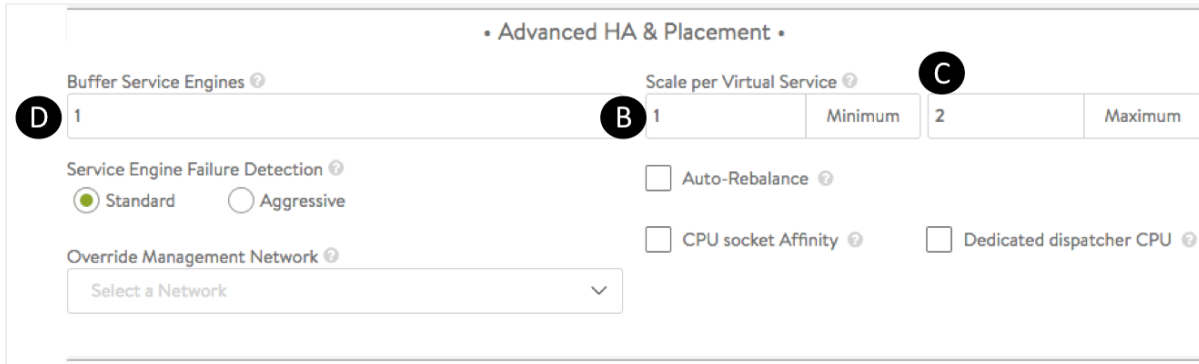 • Advanced HA & Placement •
Buffer Service Engines ?
Scale per Virtual Service ?
C
D 1
B 1 Minimum 2 Maximum
Service Engine Failure Detection ?
Standard Aggressive
Auto-Rebalance ?
CPU socket Affinity ? Dedicated dispatcher CPU ?
Override Management Network ?
Select a Network